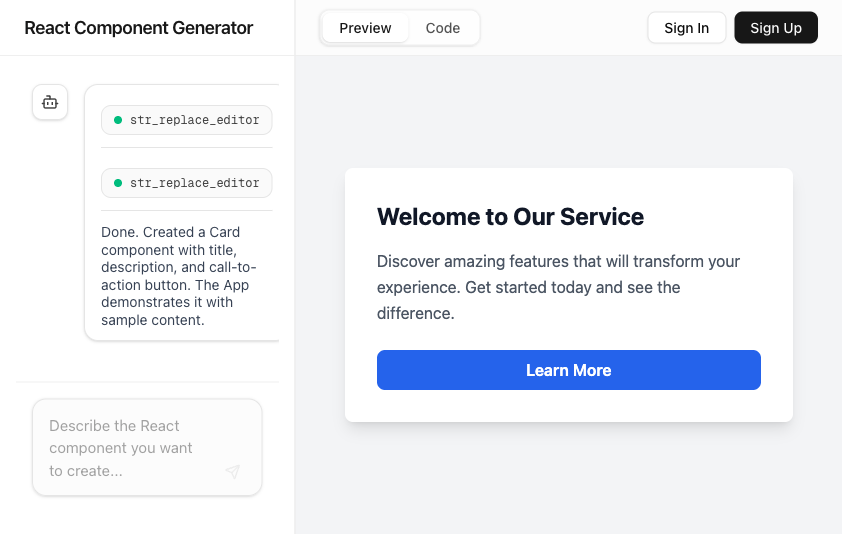 React Component Generator
Preview
Code
Sign In
Sign Up
str_replace_editor
str_replace_editor
Done. Created a Card
component with title,
description, and call-to-
action button. The App
demonstrates it with
sample content.
Describe the React
component you want
to create...
Welcome to Our Service
Discover amazing features that will transform your
experience. Get started today and see the
difference.
Learn More